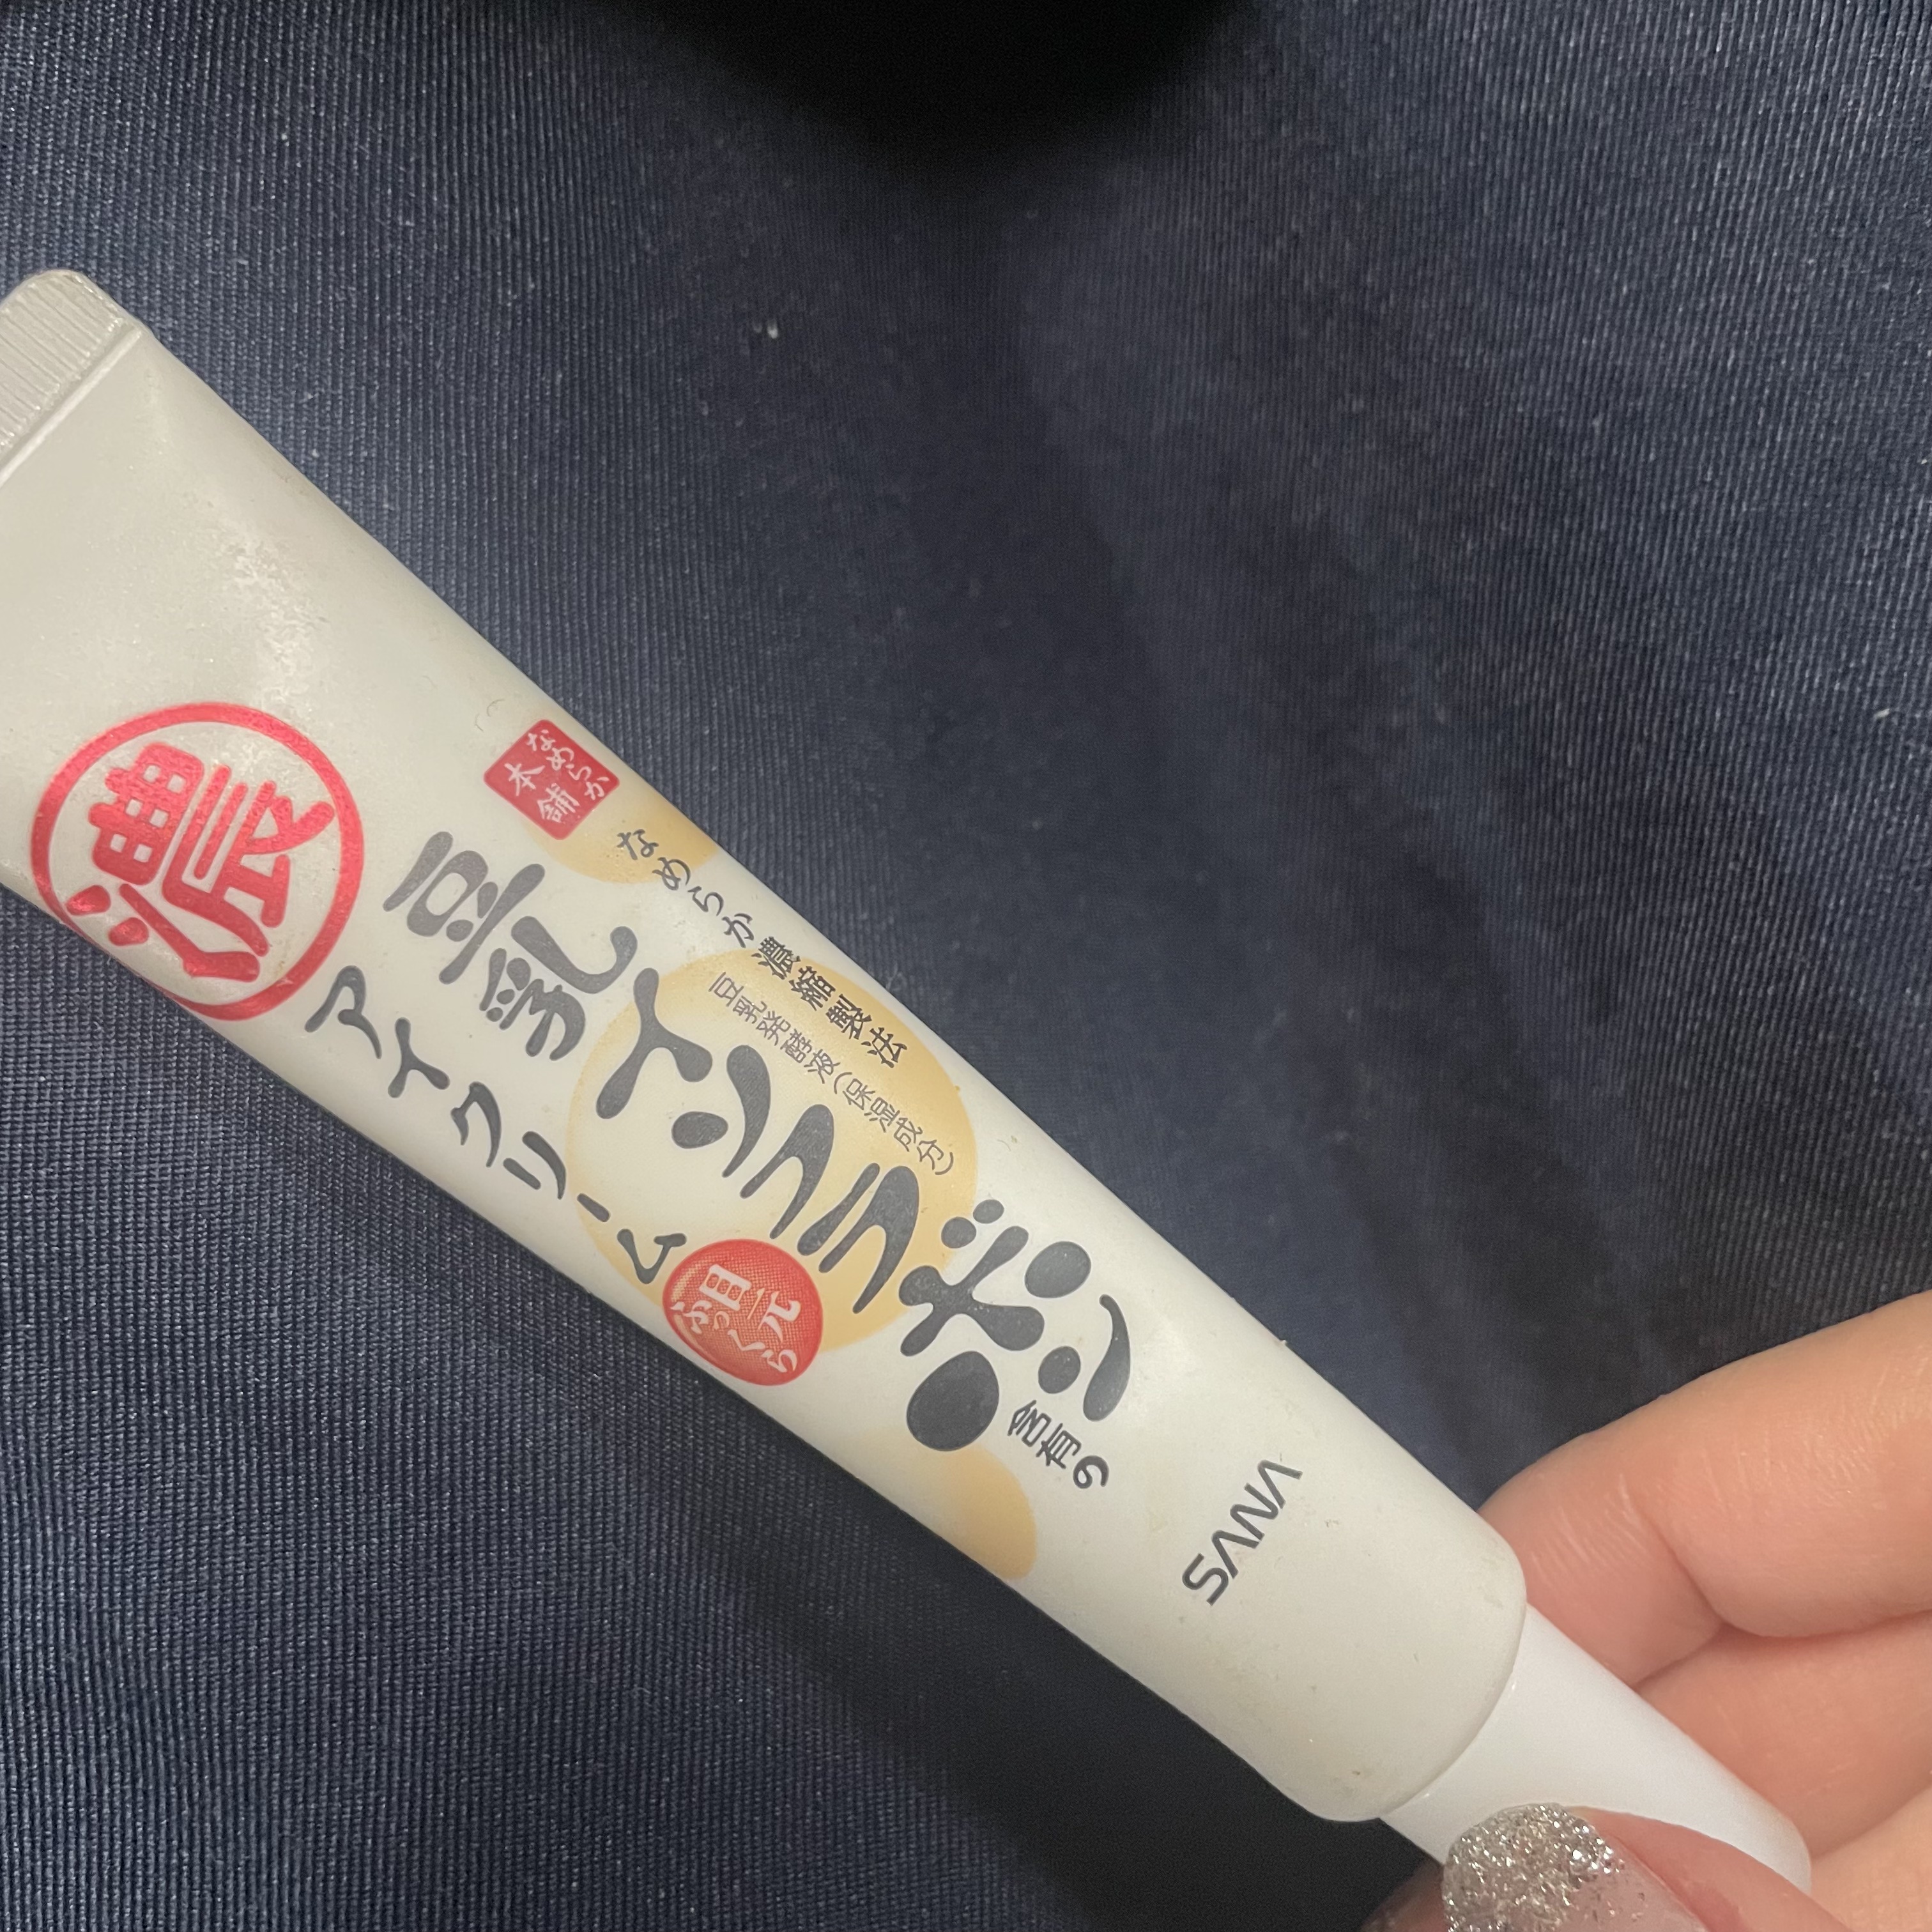 なめらか
本舗
なめらか濃縮製法
豆乳発酵液(保湿成分)
豆乳イソフラボン
含有の
濃
アイクリーム
目元
ふっくら
SANA